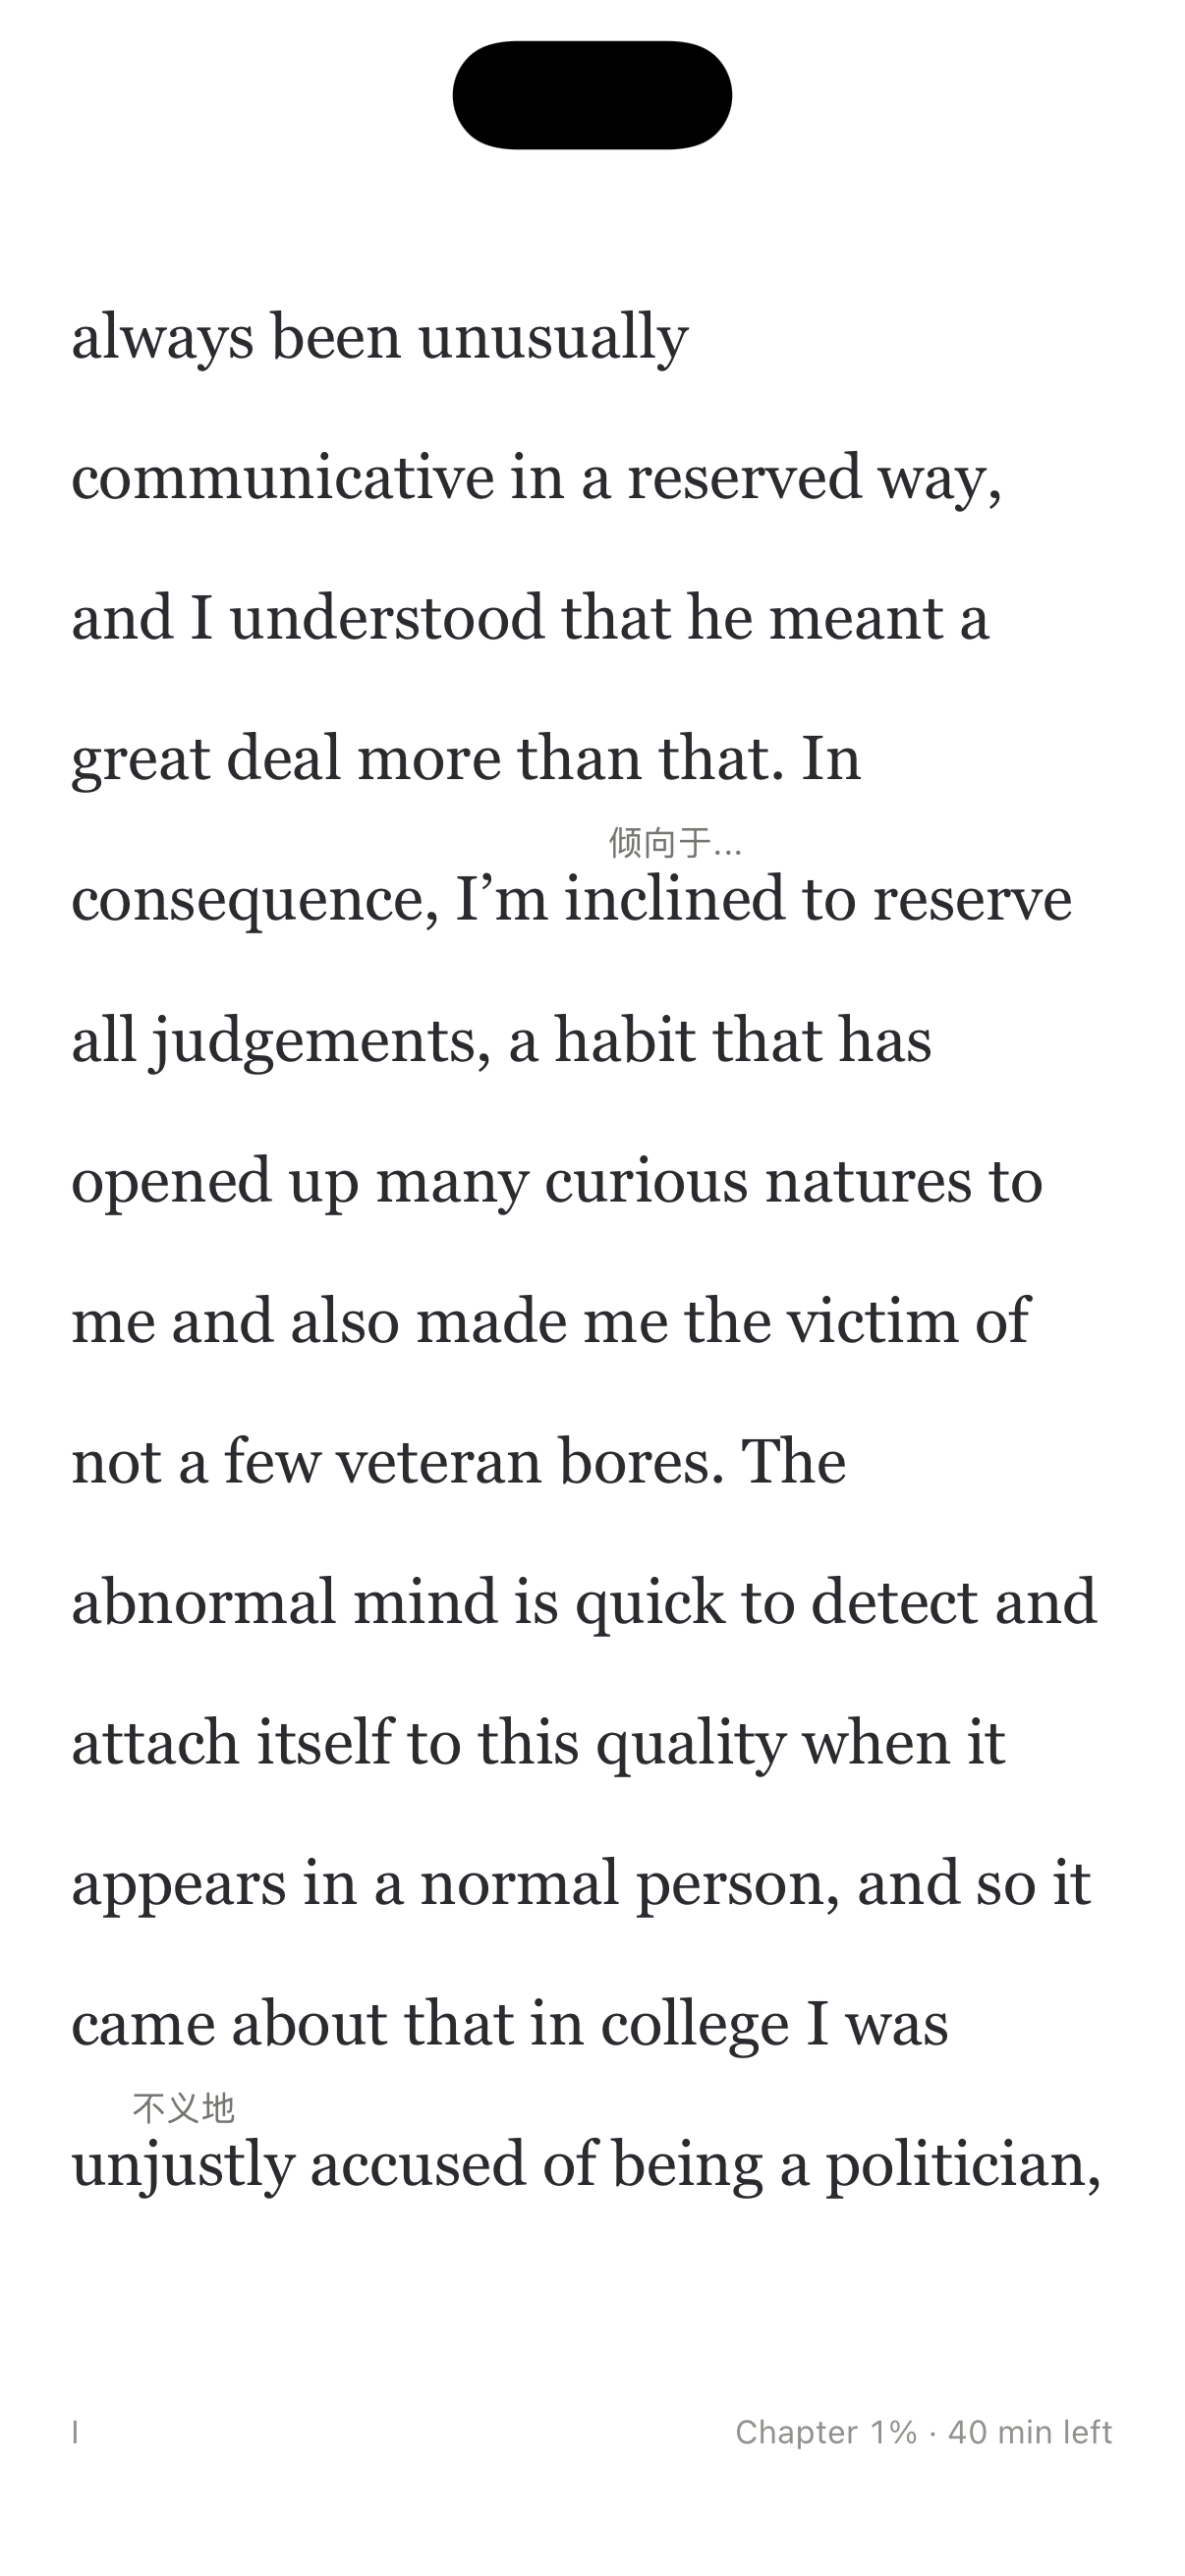 always been unusually
communicative in a reserved way,
and I understood that he meant a
great deal more than that. In
倾向于...
consequence, I’m inclined to reserve
all judgements, a habit that has
opened up many curious natures to
me and also made me the victim of
not a few veteran bores. The
abnormal mind is quick to detect and
attach itself to this quality when it
appears in a normal person, and so it
came about that in college I was
不义地
unjustly accused of being a politician,
I
Chapter 1% · 40 min left